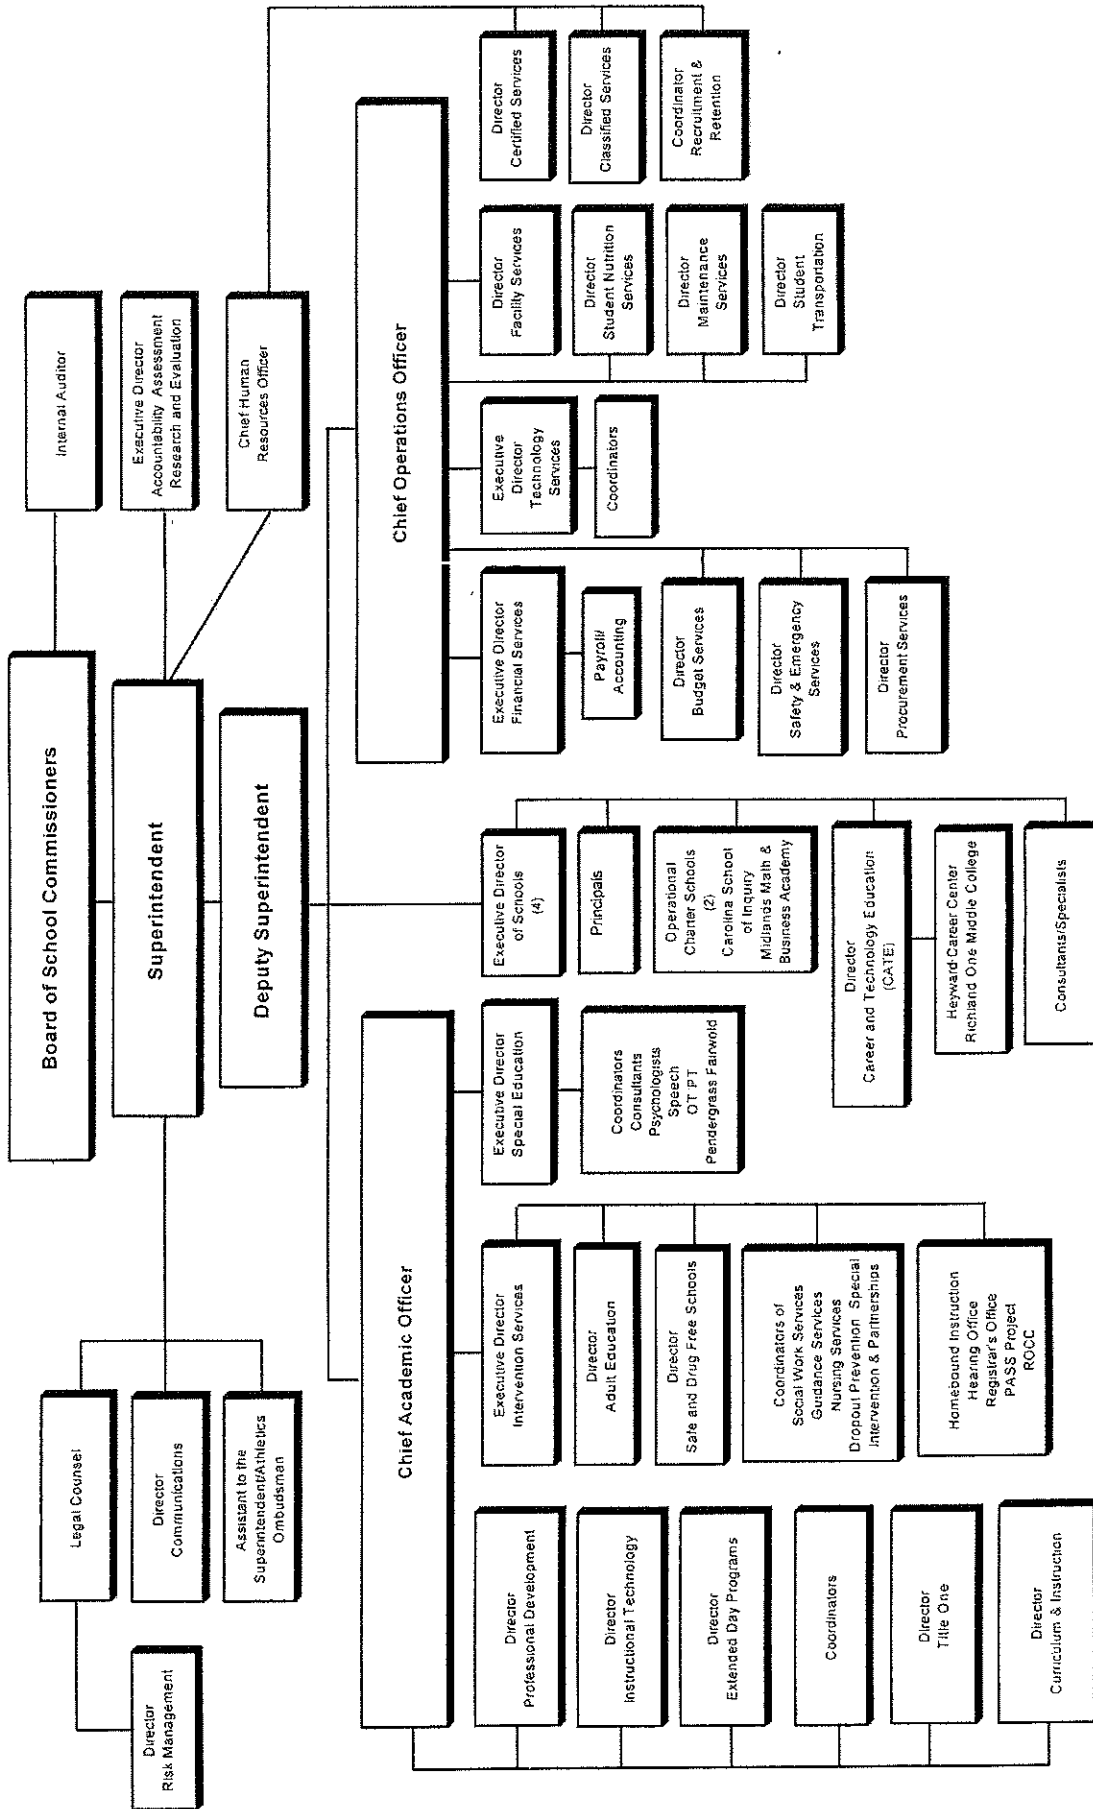 Board of School Commissioners
Internal Auditor
Superintendent
Executive Director
Accountability Assessment
Research and Evaluation
Chief Human
Resources Officer
Legal Counsel
Director
Communications
Assistant to the
Superintendent/Athletics
Ombudsman
Director
Risk Management
Deputy Superintendent
Chief Academic Officer
Chief Operations Officer
Director
Professional Development
Director
Instructional Technology
Director
Extended Day Programs
Coordinators
Director
Title One
Director
Curriculum & Instruction
Executive Director
Intervention Services
Director
Adult Education
Director
Safe and Drug Free Schools
Coordinators of
Social Work Services
Guidance Services
Nursing Services
Dropout Prevention Special
Intervention & Partnerships
Homebound Instruction
Hearing Office
Registrar's Office
PASS Project
ROCC
Executive Director
Special Education
Coordinators
Consultants
Psychologists
Speech
OT PT
Pendergrass Fairwold
Executive Director
of Schools
(4)
Principals
Operational
Charter Schools
(2)
Carolina School
of Inquiry
Midlands Math &
Business Academy
Director
Career and Technology Education
(CATE)
Heyward Career Center
Richland One Middle College
Consultants/Specialists
Executive Director
Financial Services
Payroll/
Accounting
Director
Budget Services
Director
Safety & Emergency
Services
Director
Procurement Services
Executive
Director
Technology
Services
Coordinators
Director
Facility Services
Director
Student Nutrition
Services
Director
Maintenance
Services
Director
Student
Transportation
Director
Certified Services
Director
Classified Services
Coordinator
Recruitment &
Retention